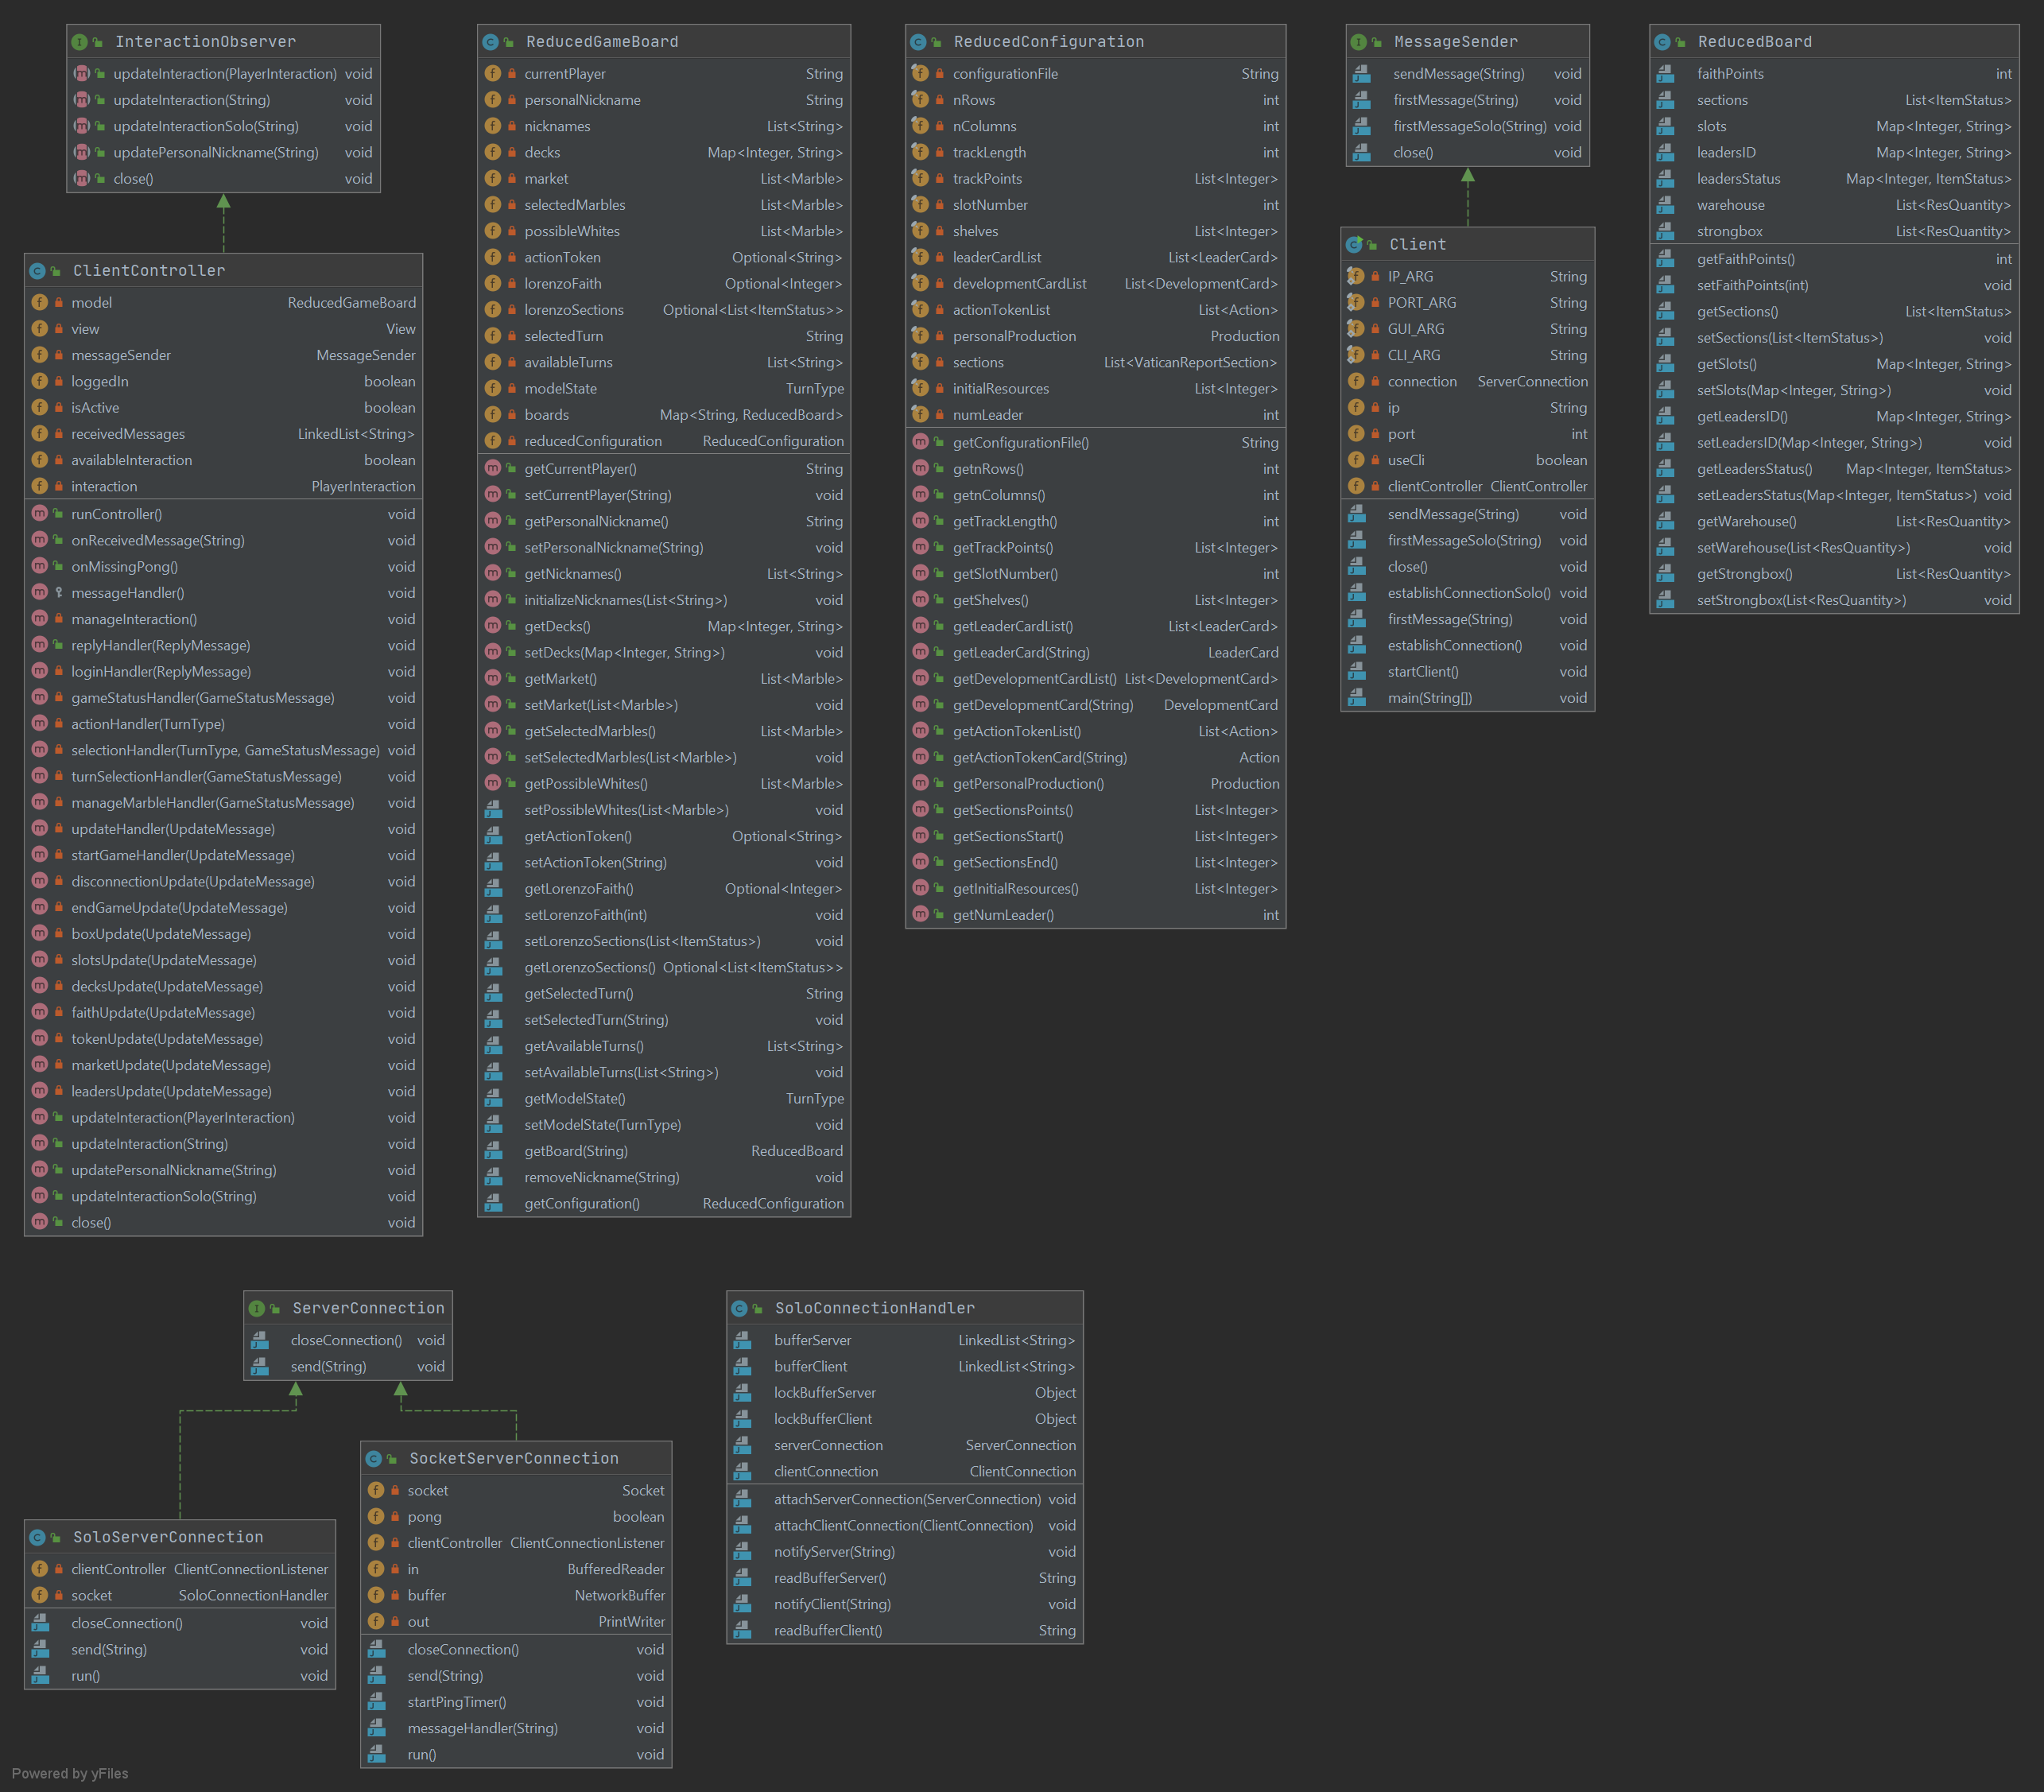 InteractionObserver
updateInteraction(PlayerInteraction) void
updateInteraction(String) void
updateInteractionSolo(String) void
updatePersonalNickname(String) void
close() void
ClientController
model ReducedGameBoard
view View
messageSender MessageSender
loggedIn boolean
isActive boolean
receivedMessages LinkedList<String>
availableInteraction boolean
interaction PlayerInteraction
runController() void
onReceivedMessage(String) void
onMissingPong() void
messageHandler() void
manageInteraction() void
replyHandler(ReplyMessage) void
loginHandler(ReplyMessage) void
gameStatusHandler(GameStatusMessage) void
actionHandler(TurnType) void
selectionHandler(TurnType, GameStatusMessage) void
turnSelectionHandler(GameStatusMessage) void
manageMarbleHandler(GameStatusMessage) void
updateHandler(UpdateMessage) void
startGameHandler(UpdateMessage) void
disconnectionUpdate(UpdateMessage) void
endGameUpdate(UpdateMessage) void
boxUpdate(UpdateMessage) void
slotsUpdate(UpdateMessage) void
decksUpdate(UpdateMessage) void
faithUpdate(UpdateMessage) void
tokenUpdate(UpdateMessage) void
marketUpdate(UpdateMessage) void
leadersUpdate(UpdateMessage) void
updateInteraction(PlayerInteraction) void
updateInteraction(String) void
updatePersonalNickname(String) void
updateInteractionSolo(String) void
close() void
ReducedGameBoard
currentPlayer String
personalNickname String
nicknames List<String>
decks Map<Integer, String>
market List<Marble>
selectedMarbles List<Marble>
possibleWhites List<Marble>
actionToken Optional<String>
lorenzoFaith Optional<Integer>
lorenzoSections Optional<List<ItemStatus>>
selectedTurn String
availableTurns List<String>
modelState TurnType
boards Map<String, ReducedBoard>
reducedConfiguration ReducedConfiguration
getCurrentPlayer() String
setCurrentPlayer(String) void
getPersonalNickname() String
setPersonalNickname(String) void
getNicknames() List<String>
initializeNicknames(List<String>) void
getDecks() Map<Integer, String>
setDecks(Map<Integer, String>) void
getMarket() List<Marble>
setMarket(List<Marble>) void
getSelectedMarbles() List<Marble>
setSelectedMarbles(List<Marble>) void
getPossibleWhites() List<Marble>
setPossibleWhites(List<Marble>) void
getActionToken() Optional<String>
setActionToken(String) void
getLorenzoFaith() Optional<Integer>
setLorenzoFaith(int) void
setLorenzoSections(List<ItemStatus>) void
getLorenzoSections() Optional<List<ItemStatus>>
getSelectedTurn() String
setSelectedTurn(String) void
getAvailableTurns() List<String>
setAvailableTurns(List<String>) void
getModelState() TurnType
setModelState(TurnType) void
getBoard(String) ReducedBoard
removeNickname(String) void
getConfiguration() ReducedConfiguration
ReducedConfiguration
configurationFile String
nRows int
nColumns int
trackLength int
trackPoints List<Integer>
slotNumber int
shelves List<Integer>
leaderCardList List<LeaderCard>
developmentCardList List<DevelopmentCard>
actionTokenList List<Action>
personalProduction Production
sections List<VaticanReportSection>
initialResources List<Integer>
numLeader int
getConfigurationFile() String
getnRows() int
getnColumns() int
getTrackLength() int
getTrackPoints() List<Integer>
getSlotNumber() int
getShelves() List<Integer>
getLeaderCardList() List<LeaderCard>
getLeaderCard(String) LeaderCard
getDevelopmentCardList() List<DevelopmentCard>
getDevelopmentCard(String) DevelopmentCard
getActionTokenList() List<Action>
getActionTokenCard(String) Action
getPersonalProduction() Production
getSectionsPoints() List<Integer>
getSectionsStart() List<Integer>
getSectionsEnd() List<Integer>
getInitialResources() List<Integer>
getNumLeader() int
MessageSender
sendMessage(String) void
firstMessage(String) void
firstMessageSolo(String) void
close() void
Client
IP_ARG String
PORT_ARG String
GUI_ARG String
CLI_ARG String
connection ServerConnection
ip String
port int
useCli boolean
clientController ClientController
sendMessage(String) void
firstMessageSolo(String) void
close() void
establishConnectionSolo() void
firstMessage(String) void
establishConnection() void
startClient() void
main(String[]) void
ReducedBoard
faithPoints int
sections List<ItemStatus>
slots Map<Integer, String>
leadersID Map<Integer, String>
leadersStatus Map<Integer, ItemStatus>
warehouse List<ResQuantity>
strongbox List<ResQuantity>
getFaithPoints() int
setFaithPoints(int) void
getSections() List<ItemStatus>
setSections(List<ItemStatus>) void
getSlots() Map<Integer, String>
setSlots(Map<Integer, String>) void
getLeadersID() Map<Integer, String>
setLeadersID(Map<Integer, String>) void
getLeadersStatus() Map<Integer, ItemStatus>
setLeadersStatus(Map<Integer, ItemStatus>) void
getWarehouse() List<ResQuantity>
setWarehouse(List<ResQuantity>) void
getStrongbox() List<ResQuantity>
setStrongbox(List<ResQuantity>) void
ServerConnection
closeConnection() void
send(String) void
SoloServerConnection
clientController ClientConnectionListener
socket SoloConnectionHandler
closeConnection() void
send(String) void
run() void
SocketServerConnection
socket Socket
pong boolean
clientController ClientConnectionListener
in BufferedReader
buffer NetworkBuffer
out PrintWriter
closeConnection() void
send(String) void
startPingTimer() void
messageHandler(String) void
run() void
SoloConnectionHandler
bufferServer LinkedList<String>
bufferClient LinkedList<String>
lockBufferServer Object
lockBufferClient Object
serverConnection ServerConnection
clientConnection ClientConnection
attachServerConnection(ServerConnection) void
attachClientConnection(ClientConnection) void
notifyServer(String) void
readBufferServer() String
notifyClient(String) void
readBufferClient() String
Powered by yFiles